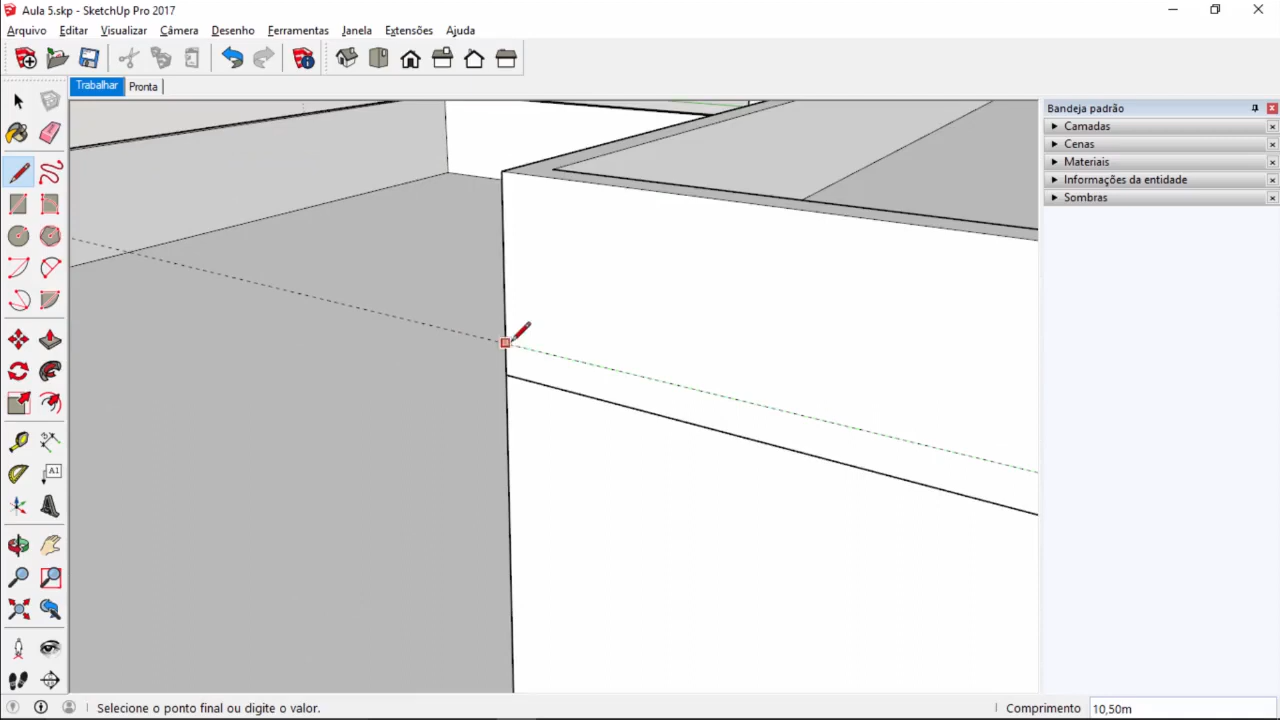 Aula 5.skp - SketchUp Pro 2017
Arquivo Editar Visualizar Câmera Desenho Ferramentas Janela Extensões Ajuda
Trabalhar Pronta
Bandeja padrão
Camadas
Cenas
Materiais
Informações da entidade
Sombras
A1
Selecione o ponto final ou digite o valor.
Comprimento 10,50m